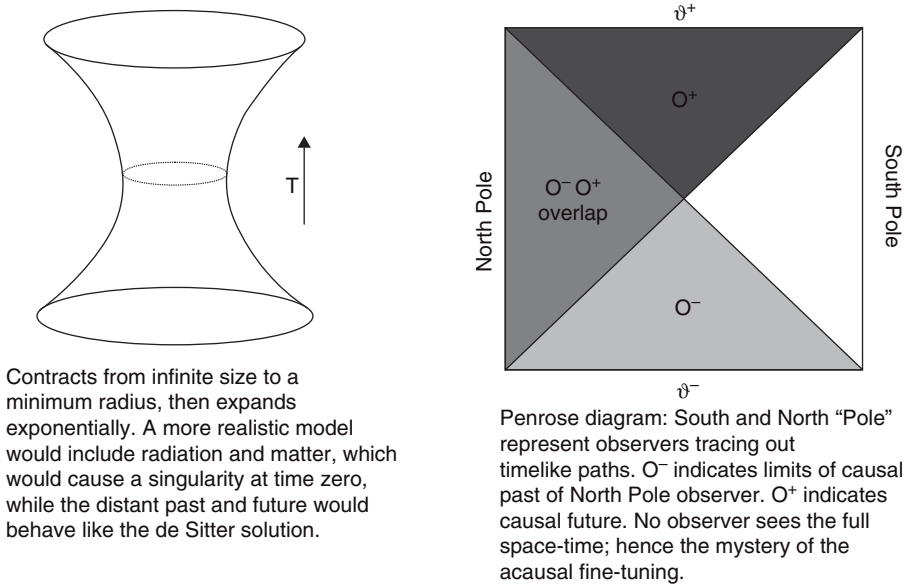 T
Contracts from infinite size to a
minimum radius, then expands
exponentially. A more realistic model
would include radiation and matter, which
would cause a singularity at time zero,
while the distant past and future would
behave like the de Sitter solution.
ϑ⁺
O⁺
North Pole
O⁻ O⁺
overlap
South Pole
O⁻
ϑ⁻
Penrose diagram: South and North “Pole”
represent observers tracing out
timelike paths. O⁻ indicates limits of causal
past of North Pole observer. O⁺ indicates
causal future. No observer sees the full
space-time; hence the mystery of the
acausal fine-tuning.